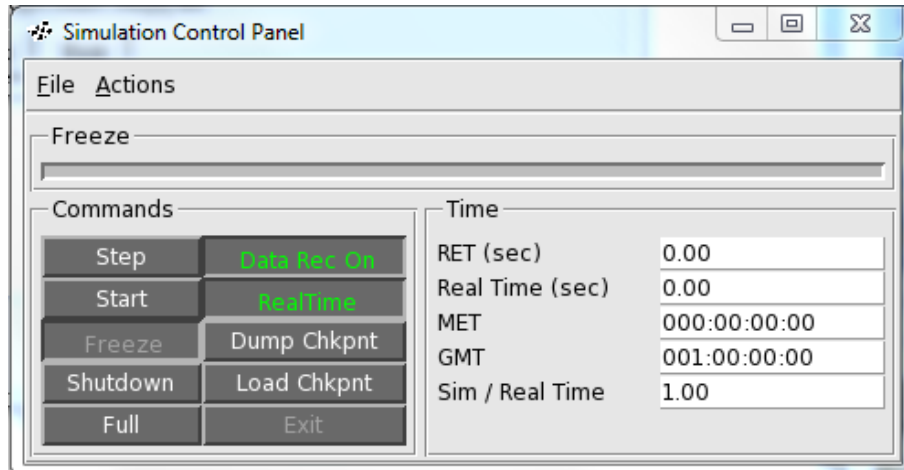 Simulation Control Panel
File Actions
Freeze
Commands
Step Data Rec On
Start RealTime
Freeze Dump Chkpnt
Shutdown Load Chkpnt
Full Exit
Time
RET (sec) 0.00
Real Time (sec) 0.00
MET 000:00:00:00
GMT 001:00:00:00
Sim / Real Time 1.00